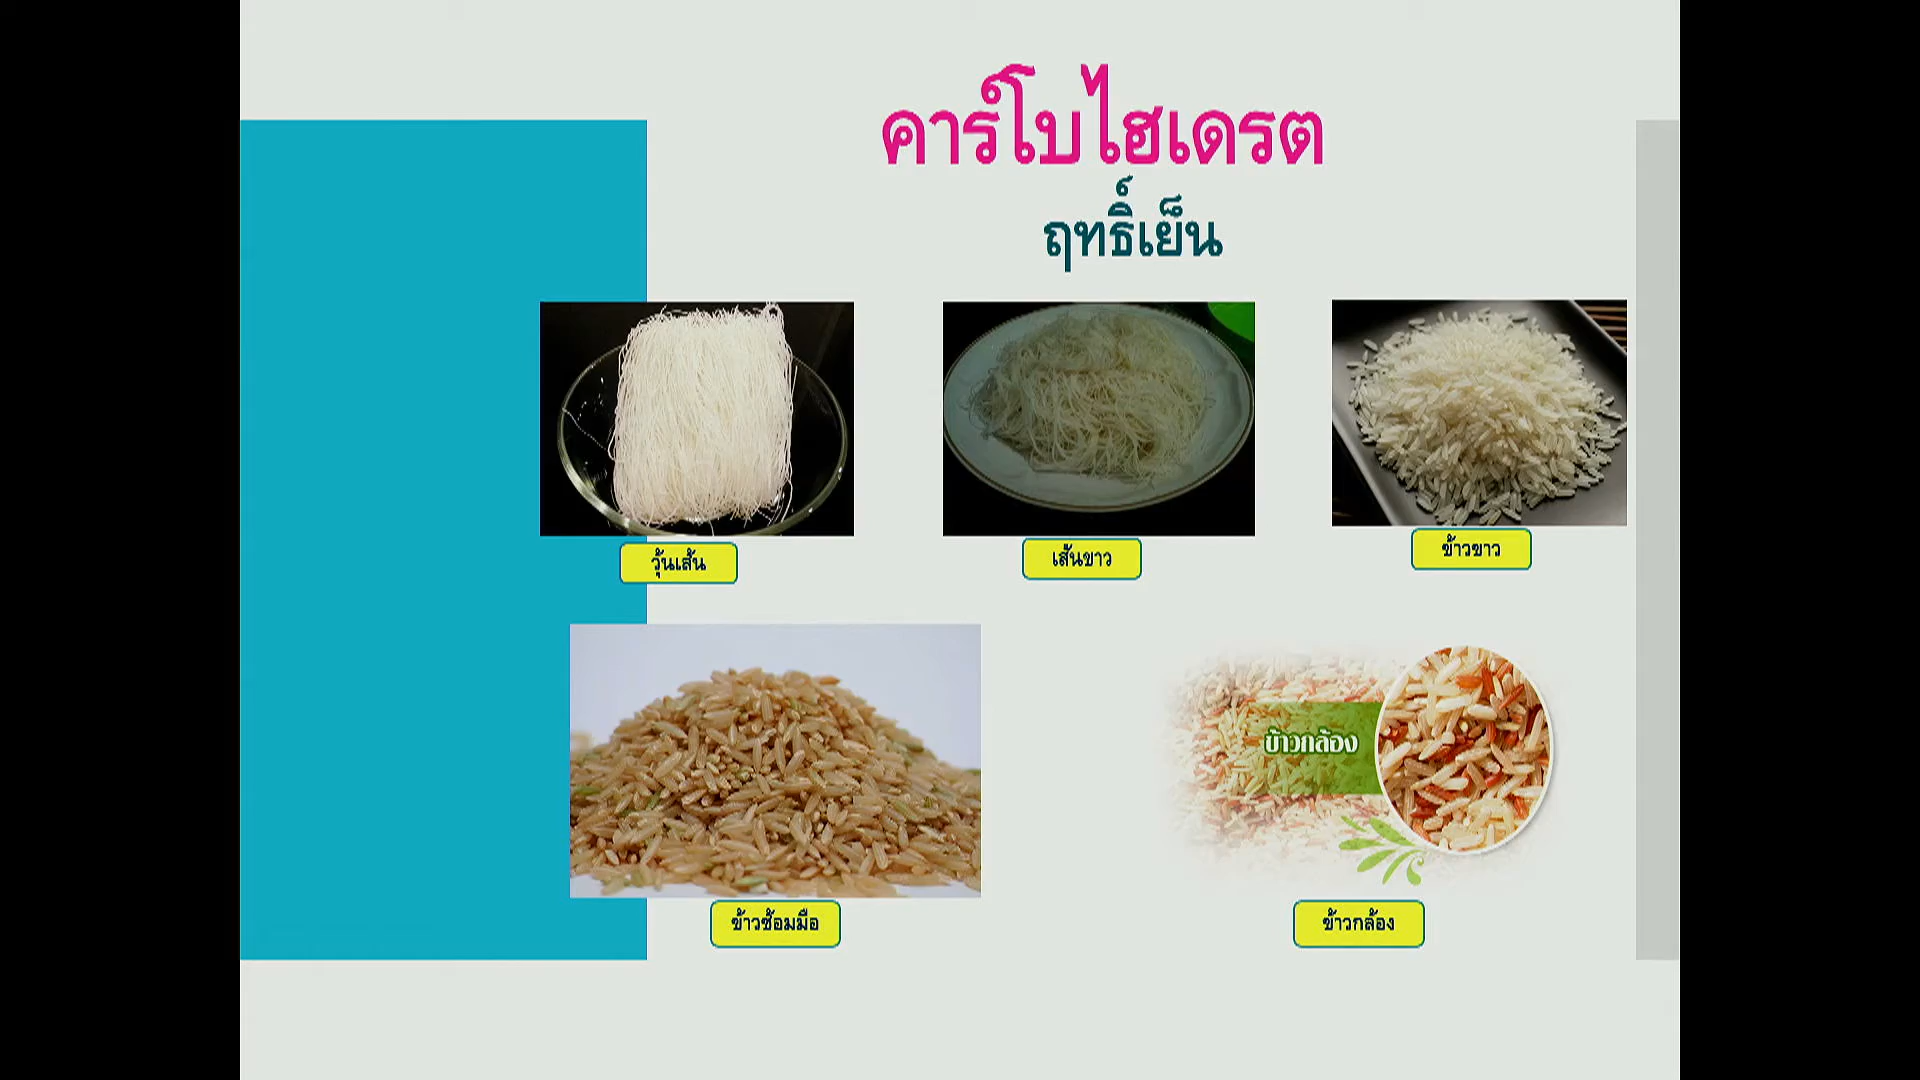 คาร์โบไฮเดรต
ฤทธิ์เย็น
วุ้นเส้น
เส้นขาว
ข้าวขาว
ข้าวกล้อง
ข้าวซ้อมมือ
ข้าวกล้อง